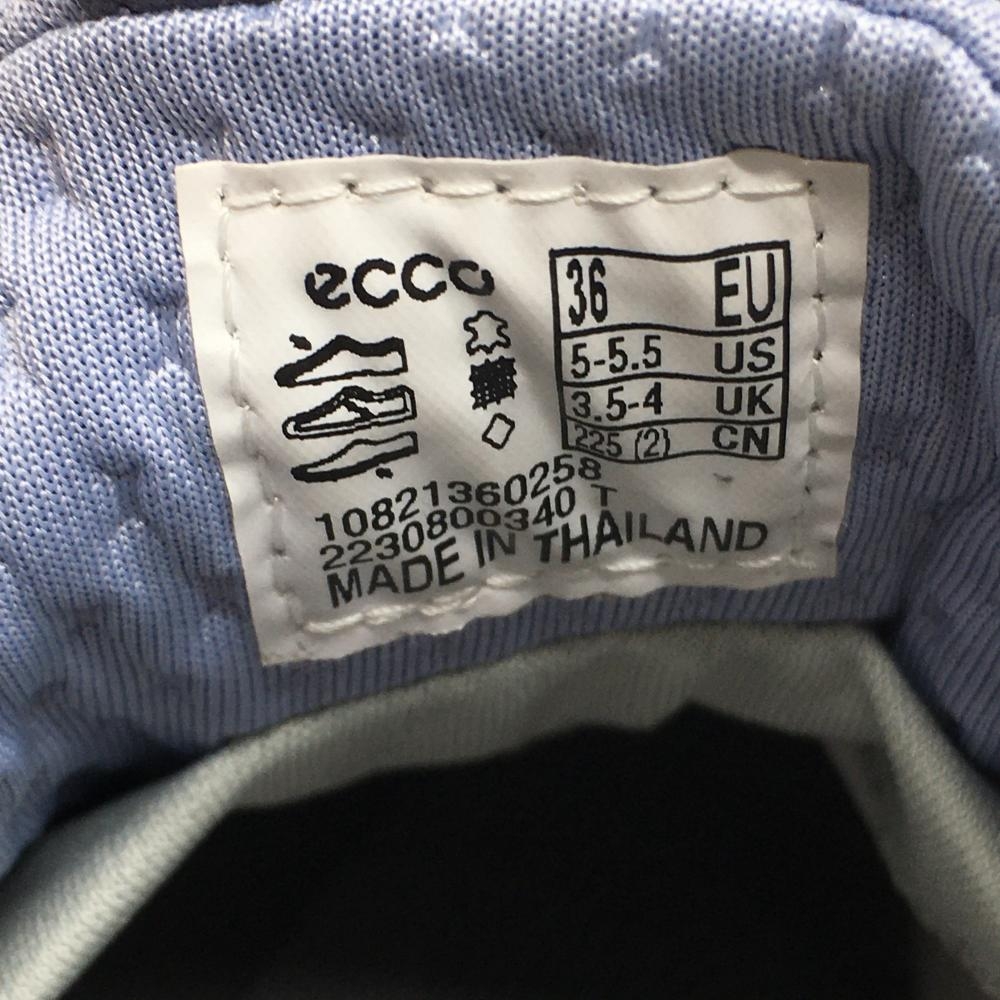 ecco
36 EU
5-5.5 US
3.5-4 UK
225 (2) CN
10821360258
2230800340 T
MADE IN THAILAND